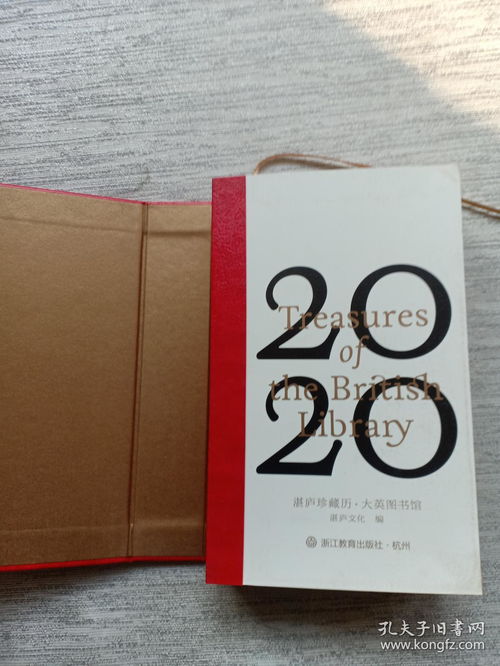 20
Treasures
of
the British
20
Library
湛庐珍藏历·大英图书馆
湛庐文化 编
浙江教育出版社·杭州
孔夫子旧书网
www.kongfz.com